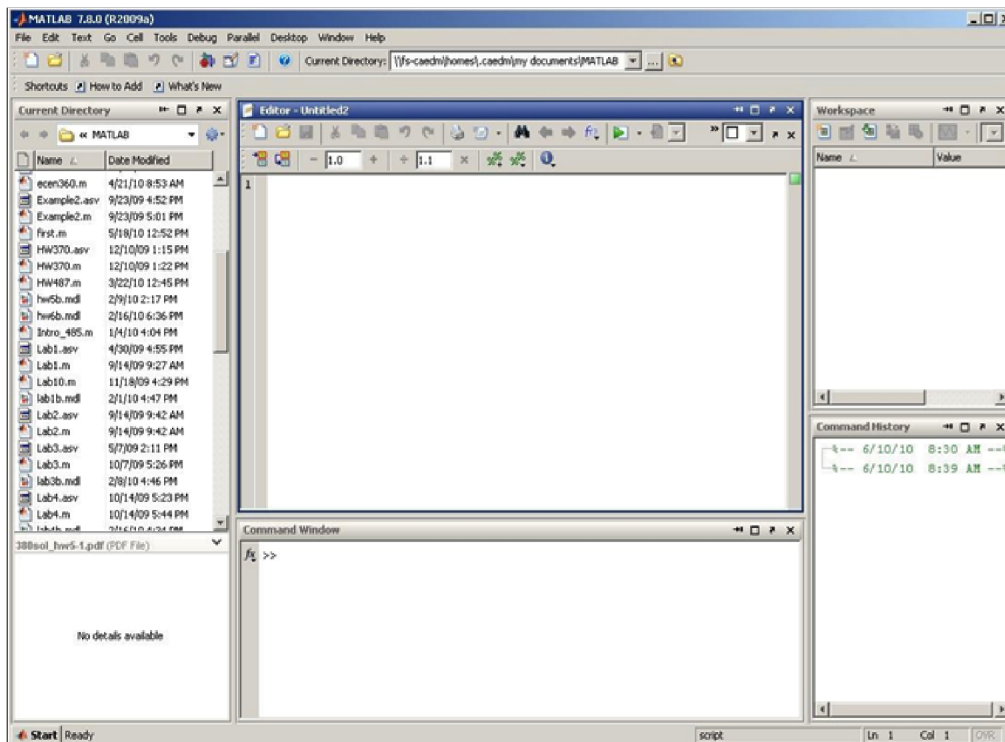 MATLAB 7.8.0 (R2009a)
File Edit Text Go Cell Tools Debug Parallel Desktop Window Help
Current Directory: \\fs-caedm\homes\.caedm\my documents\MATLAB
Shortcuts How to Add What's New
Current Directory
« MATLAB
Name Date Modified
ecen360.m 4/21/10 8:53 AM
Example2.asv 9/23/09 4:52 PM
Example2.m 9/23/09 5:01 PM
first.m 5/18/10 12:52 PM
HW370.asv 12/10/09 1:15 PM
HW370.m 12/10/09 1:22 PM
HW487.m 3/22/10 12:45 PM
hw5b.mdl 2/9/10 2:17 PM
hw6b.mdl 2/16/10 6:36 PM
Intro_485.m 1/4/10 4:04 PM
Lab1.asv 4/30/09 4:55 PM
Lab1.m 9/14/09 9:27 AM
Lab10.m 11/18/09 4:29 PM
lab1b.mdl 2/1/10 4:47 PM
Lab2.asv 9/14/09 9:42 AM
Lab2.m 9/14/09 9:42 AM
Lab3.asv 5/7/09 2:11 PM
Lab3.m 10/7/09 5:26 PM
lab3b.mdl 2/8/10 4:46 PM
Lab4.asv 10/14/09 5:23 PM
Lab4.m 10/14/09 5:44 PM
380sol_hw5-1.pdf (PDF File)
No details available
Editor - Untitled2
1.0 1.1
1
Command Window
fx >>
Workspace
Name Value
Command History
%-- 6/10/10 8:30 AM --%
%-- 6/10/10 8:39 AM --%
Start Ready script Ln 1 Col 1 OVR